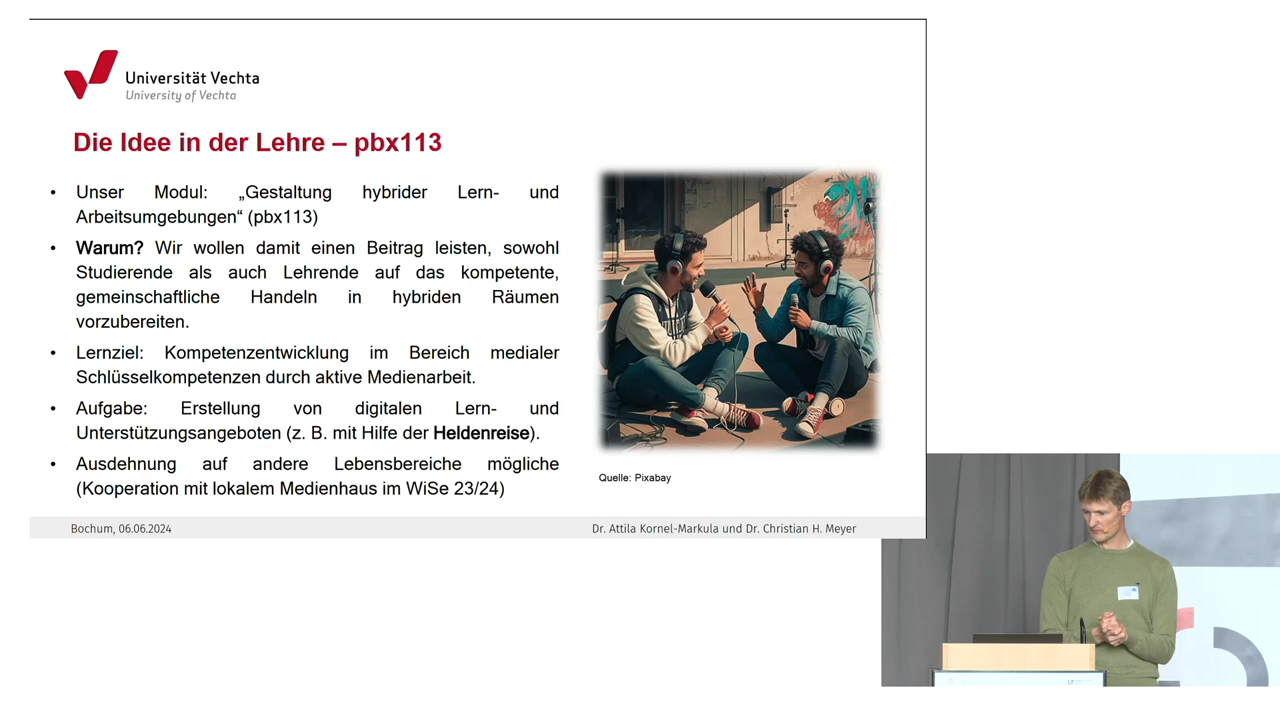 Universität Vechta
University of Vechta
Die Idee in der Lehre – pbx113
• Unser Modul: „Gestaltung hybrider Lern- und
Arbeitsumgebungen“ (pbx113)
• Warum? Wir wollen damit einen Beitrag leisten, sowohl
Studierende als auch Lehrende auf das kompetente,
gemeinschaftliche Handeln in hybriden Räumen
vorzubereiten.
• Lernziel: Kompetenzentwicklung im Bereich medialer
Schlüsselkompetenzen durch aktive Medienarbeit.
• Aufgabe: Erstellung von digitalen Lern- und
Unterstützungsangeboten (z. B. mit Hilfe der Heldenreise).
• Ausdehnung auf andere Lebensbereiche mögliche
(Kooperation mit lokalem Medienhaus im WiSe 23/24)
Quelle: Pixabay
Bochum, 06.06.2024
Dr. Attila Kornel-Markula und Dr. Christian H. Meyer